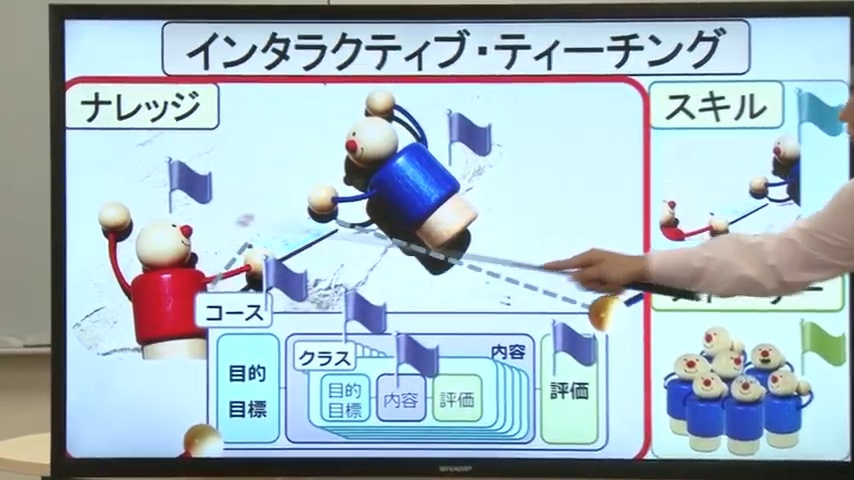 インタラクティブ・ティーチング
ナレッジ
スキル
コース
クラス
内容
目的
目標
目的
目標
内容
評価
評価
SHARP